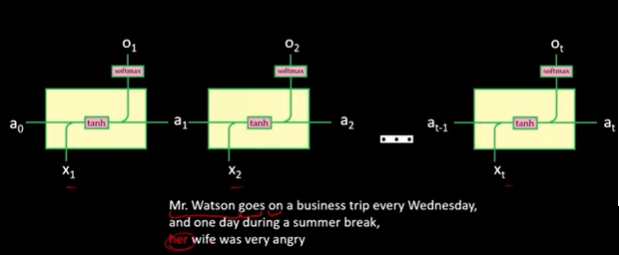 o1 o2 ot
softmax softmax softmax
a0 tanh a1 tanh a2 at-1 tanh at
x1 x2 xt
Mr. Watson goes on a business trip every Wednesday,
and one day during a summer break,
her wife was very angry